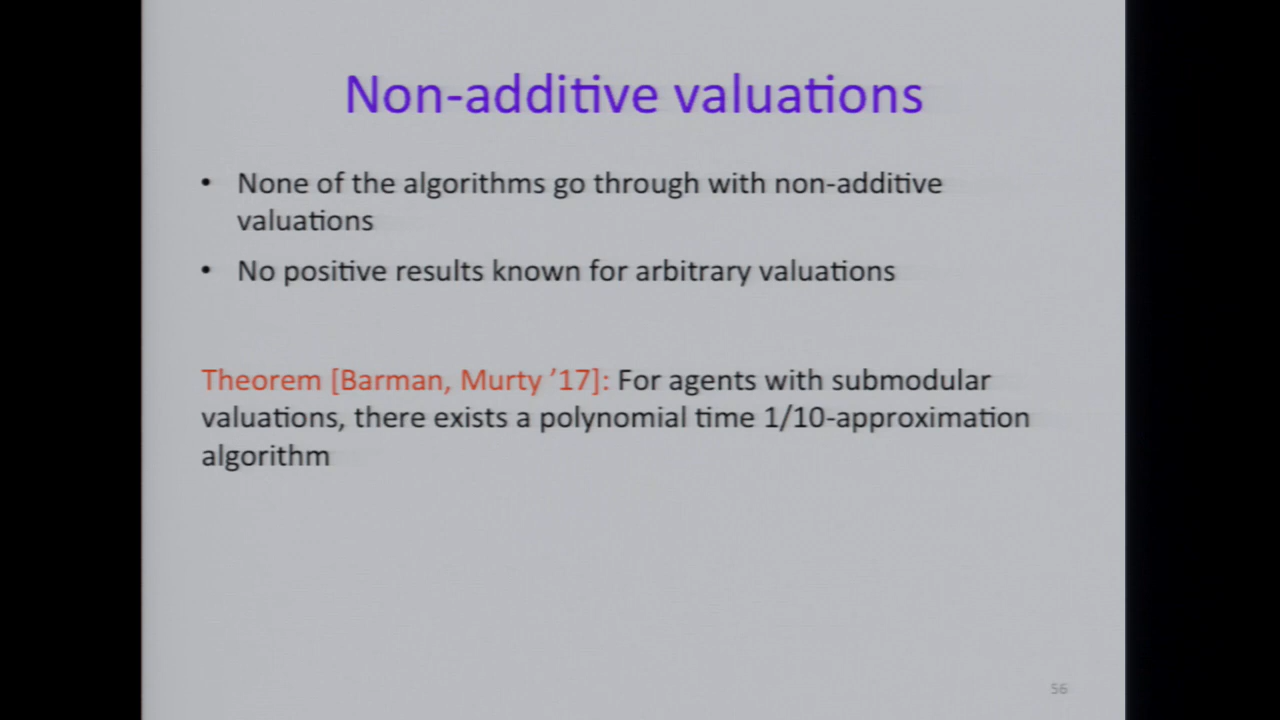 Non-additive valuations
• None of the algorithms go through with non-additive
valuations
• No positive results known for arbitrary valuations
Theorem [Barman, Murty ’17]: For agents with submodular
valuations, there exists a polynomial time 1/10-approximation
algorithm
56